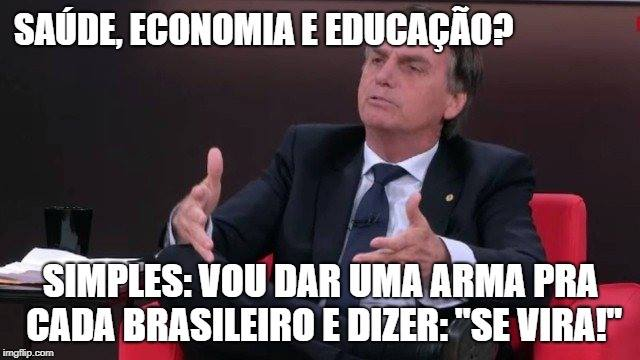 SAÚDE, ECONOMIA E EDUCAÇÃO?
SIMPLES: VOU DAR UMA ARMA PRA
CADA BRASILEIRO E DIZER: "SE VIRA!"
imgflip.com